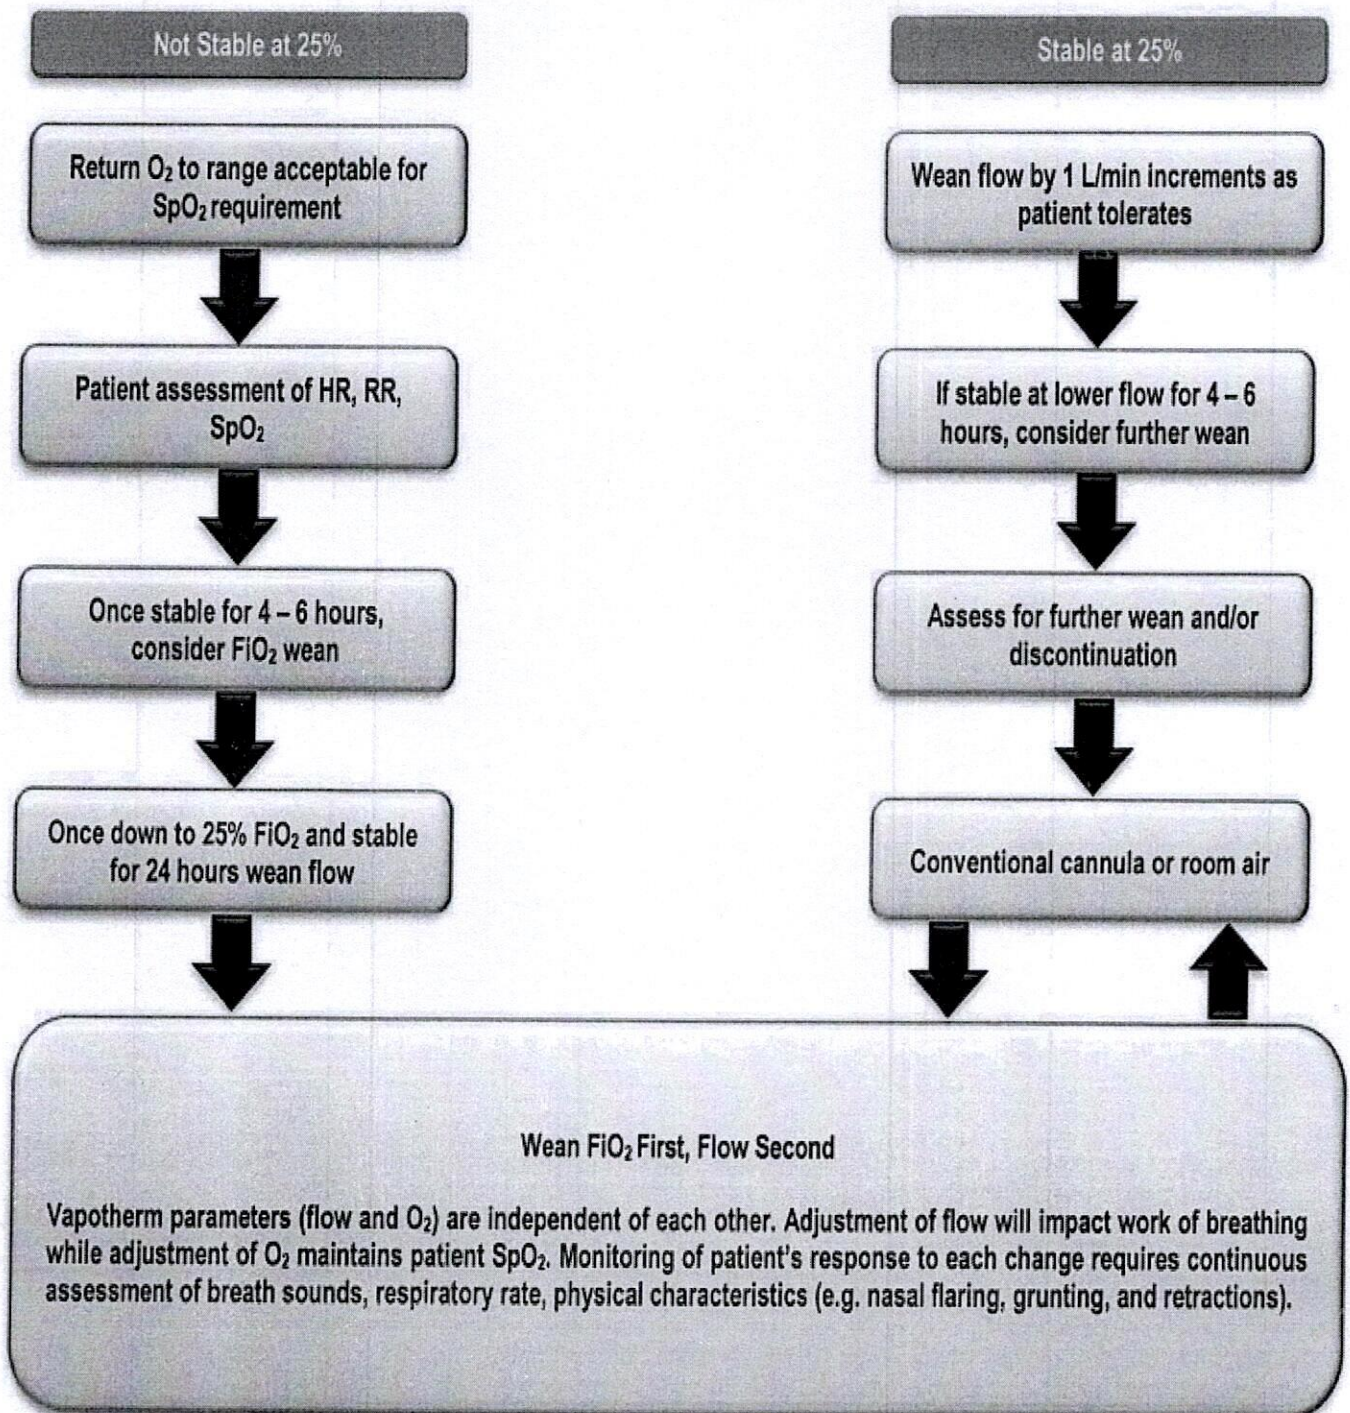 Not Stable at 25%
Return O₂ to range acceptable for
SpO₂ requirement
Patient assessment of HR, RR,
SpO₂
Once stable for 4 – 6 hours,
consider FiO₂ wean
Once down to 25% FiO₂ and stable
for 24 hours wean flow
Stable at 25%
Wean flow by 1 L/min increments as
patient tolerates
If stable at lower flow for 4 – 6
hours, consider further wean
Assess for further wean and/or
discontinuation
Conventional cannula or room air
Wean FiO₂ First, Flow Second
Vapotherm parameters (flow and O₂) are independent of each other. Adjustment of flow will impact work of breathing
while adjustment of O₂ maintains patient SpO₂. Monitoring of patient's response to each change requires continuous
assessment of breath sounds, respiratory rate, physical characteristics (e.g. nasal flaring, grunting, and retractions).